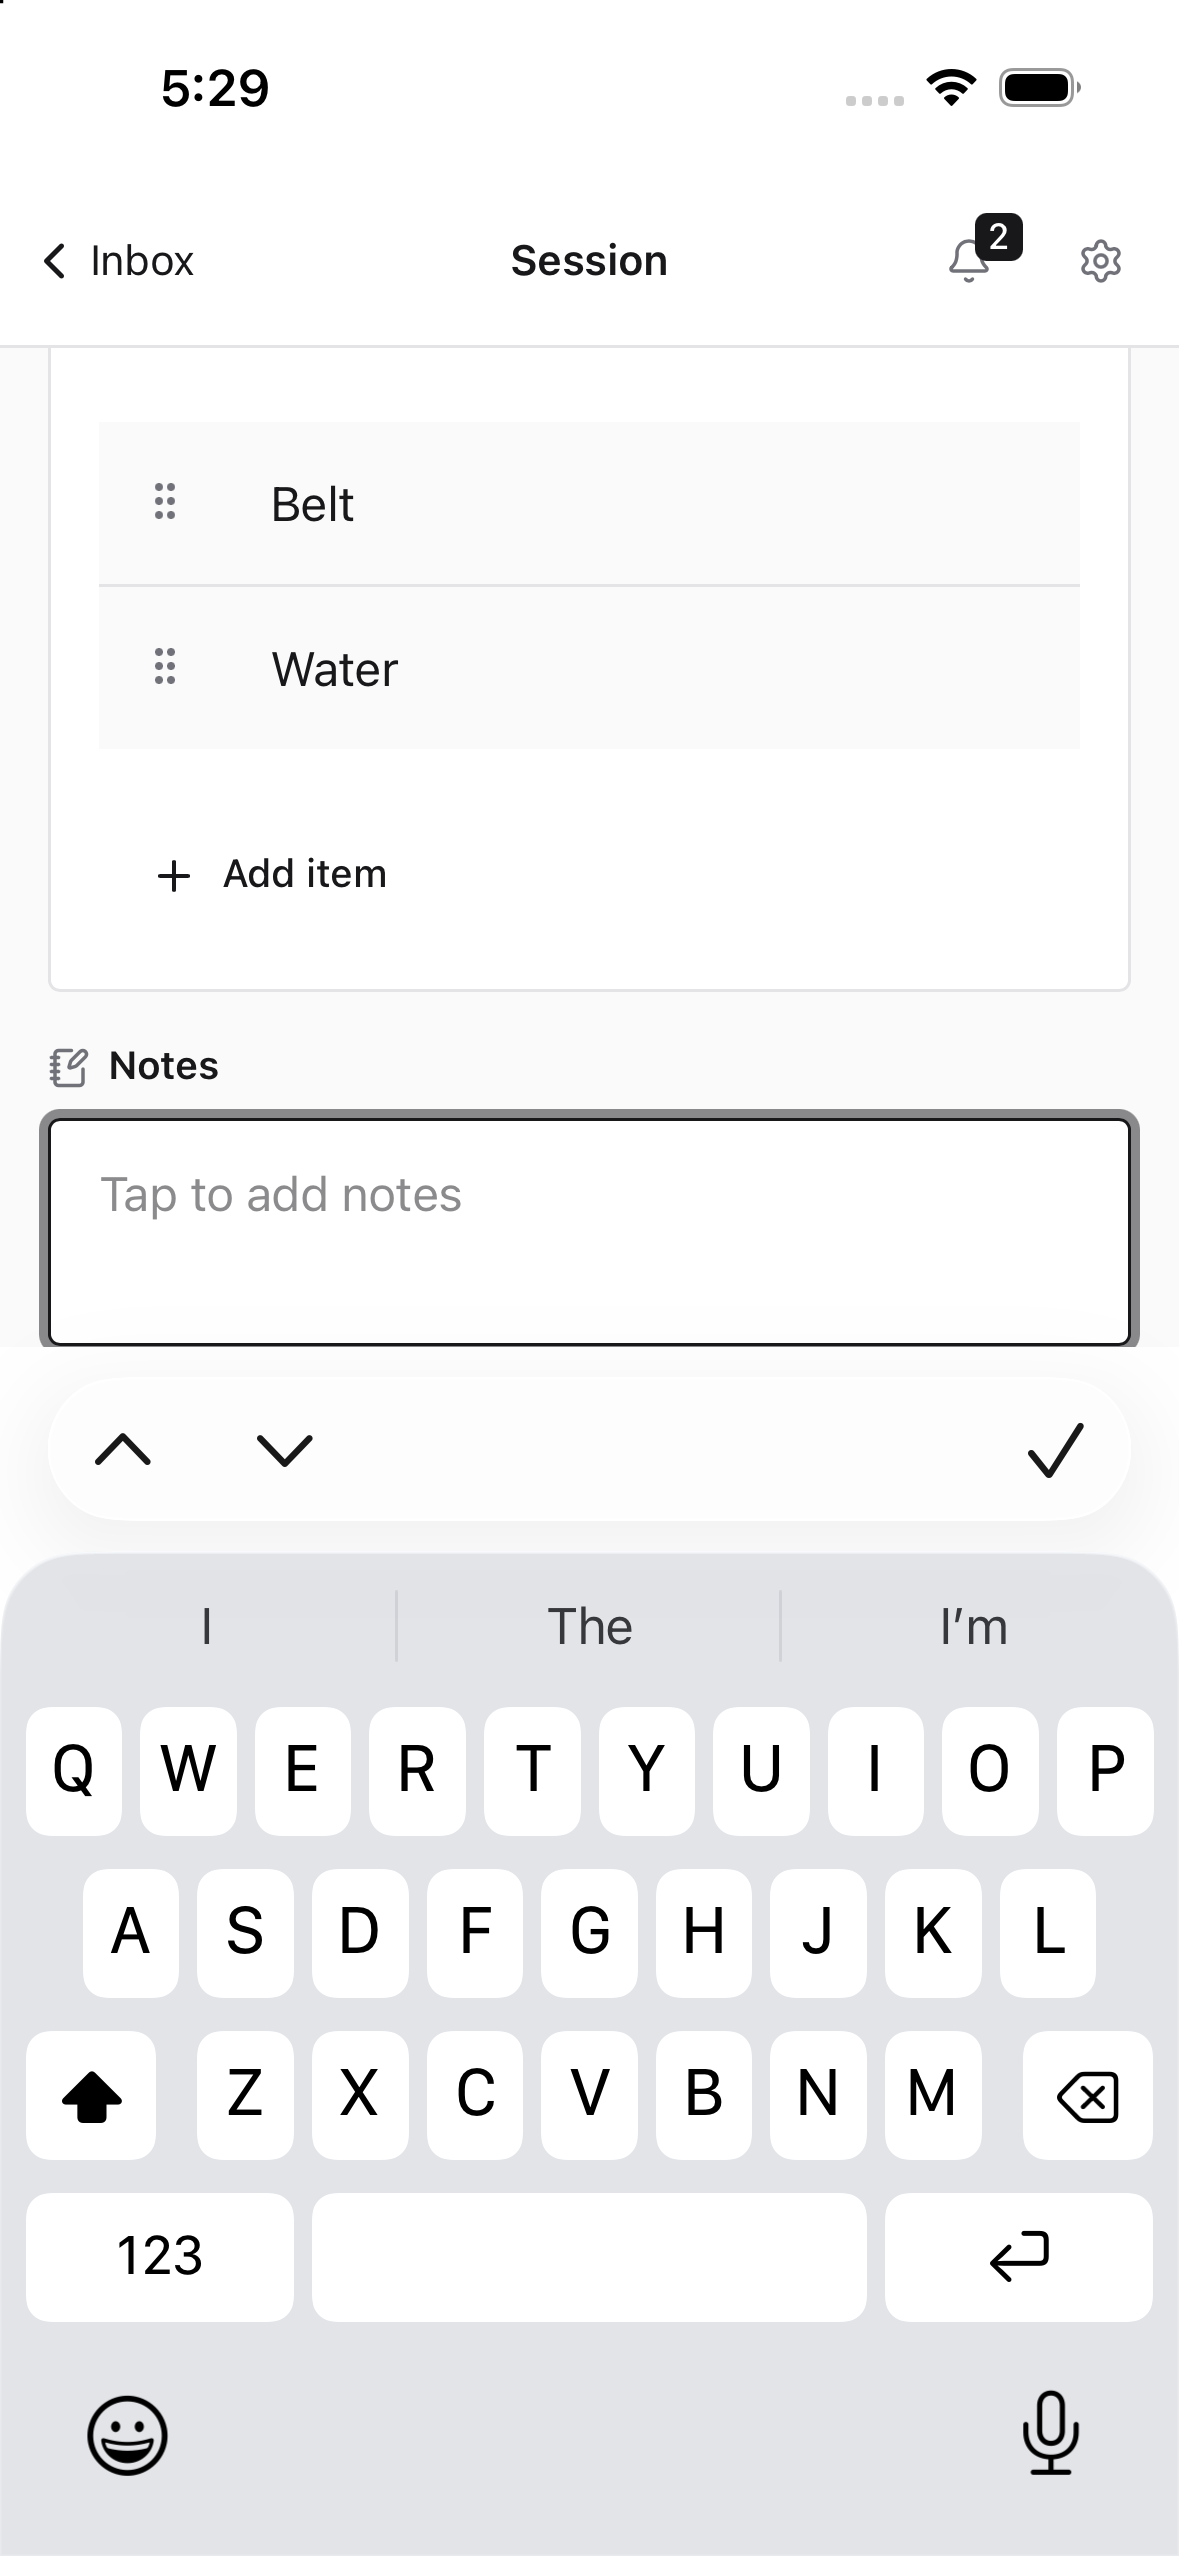 5:29
Inbox
Session
2
Belt
Water
Add item
Notes
Tap to add notes
I The I’m
Q W E R T Y U I O P
A S D F G H J K L
Z X C V B N M
123